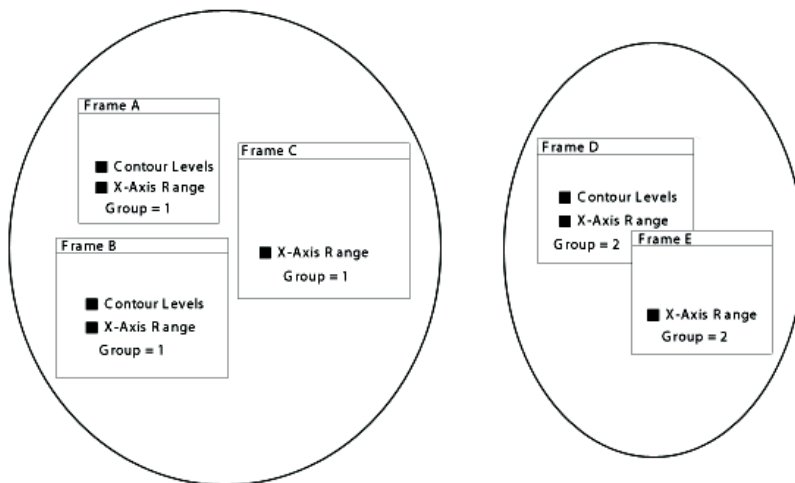 Frame A
Contour Levels
X-Axis Range
Group = 1
Frame B
Contour Levels
X-Axis Range
Group = 1
Frame C
X-Axis Range
Group = 1
Frame D
Contour Levels
X-Axis Range
Group = 2
Frame E
X-Axis Range
Group = 2